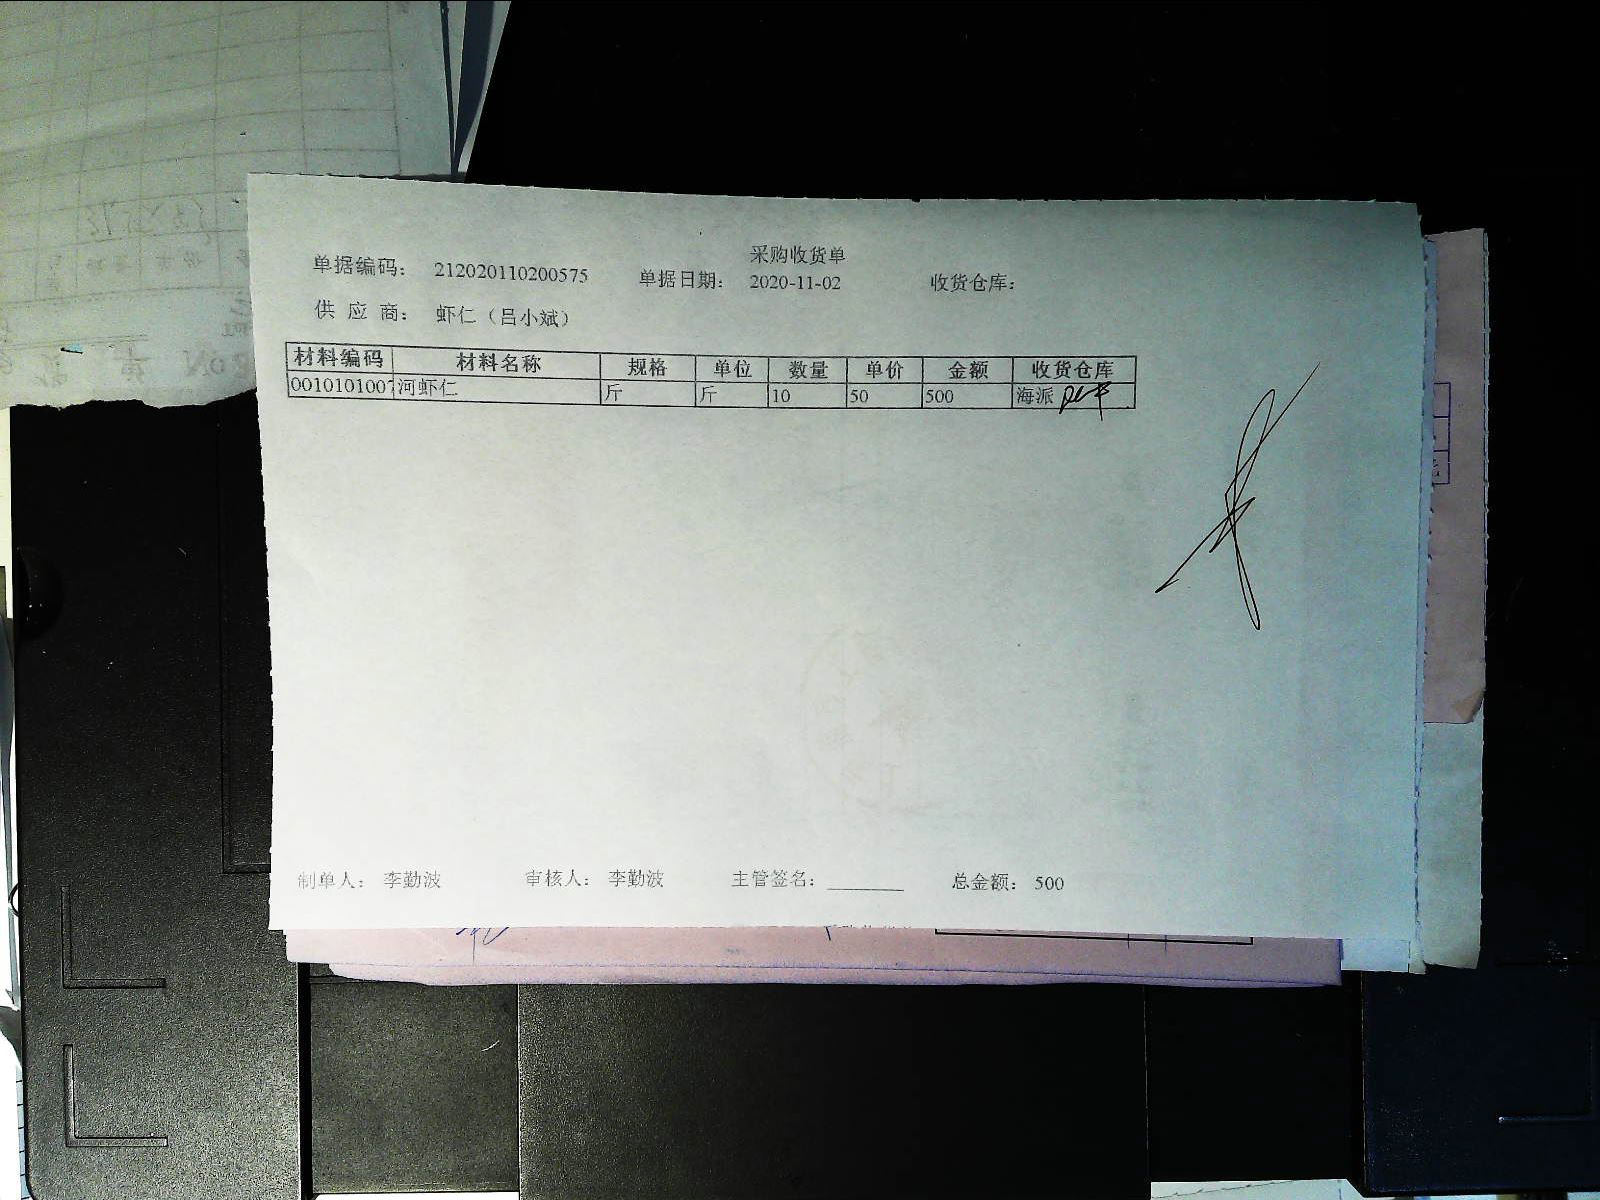 采购收货单
单据编码： 212020110200575 单据日期： 2020-11-02 收货仓库：
供 应 商： 虾仁（吕小斌）
材料编码 材料名称 规格 单位 数量 单价 金额 收货仓库
0010101007 河虾仁 斤 斤 10 50 500 海派
制单人： 李勤波 审核人： 李勤波 主管签名： ________ 总金额： 500